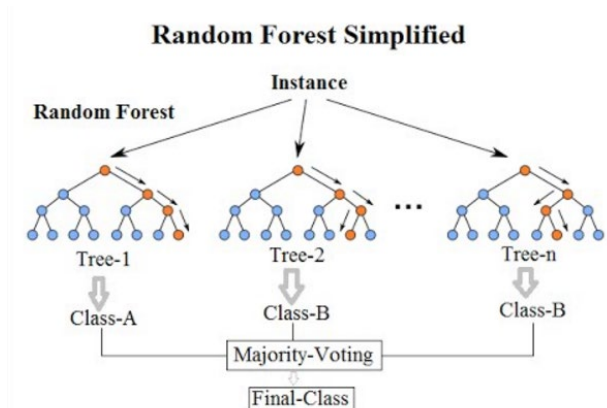 Random Forest Simplified
Instance
Random Forest
...
Tree-1
Tree-2
Tree-n
Class-A
Class-B
Class-B
Majority-Voting
Final-Class